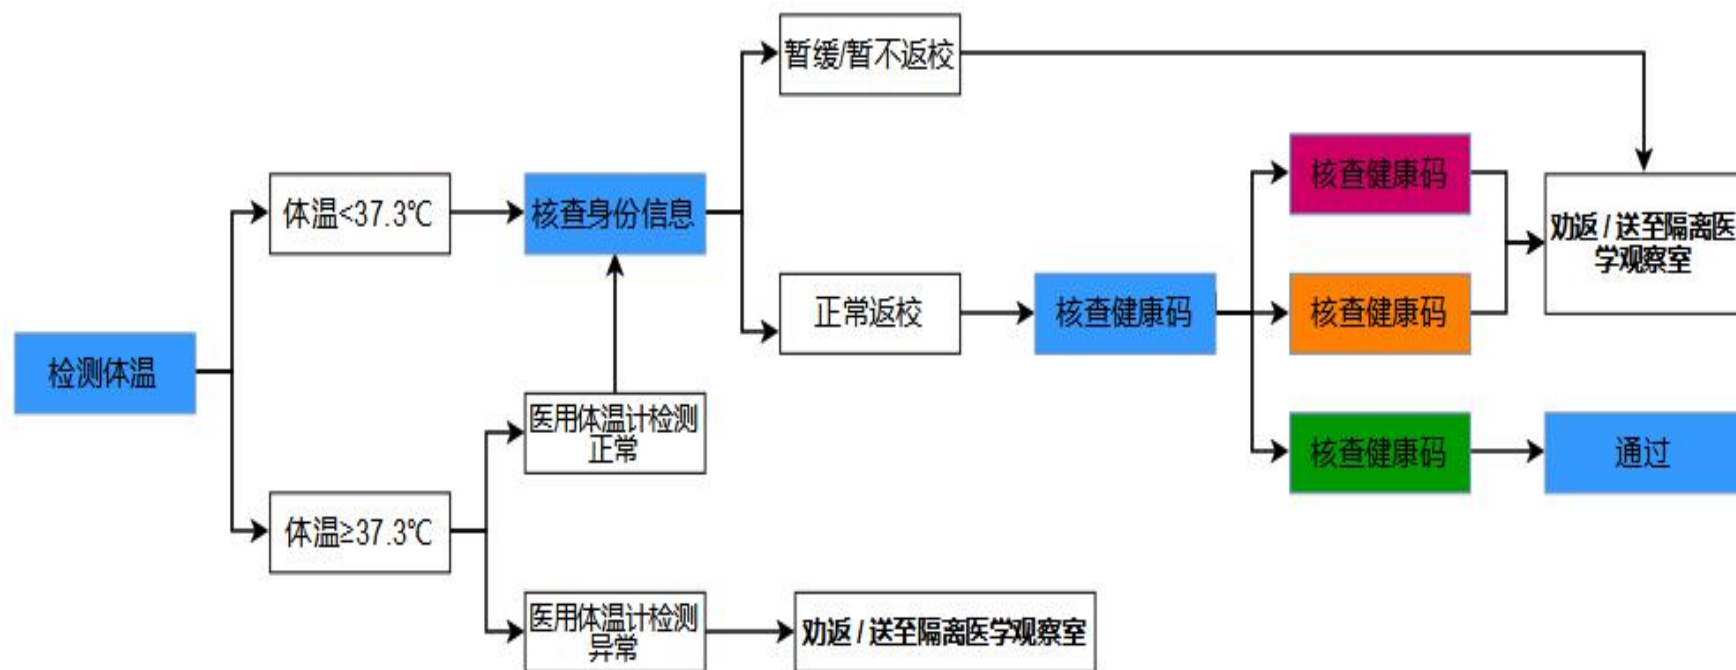 暂缓/暂不返校
核查健康码
体温<37.3℃
核查身份信息
劝返 / 送至隔离医
学观察室
正常返校
核查健康码
核查健康码
检测体温
医用体温计检测
正常
核查健康码
通过
体温≥37.3℃
医用体温计检测
异常
劝返 / 送至隔离医学观察室